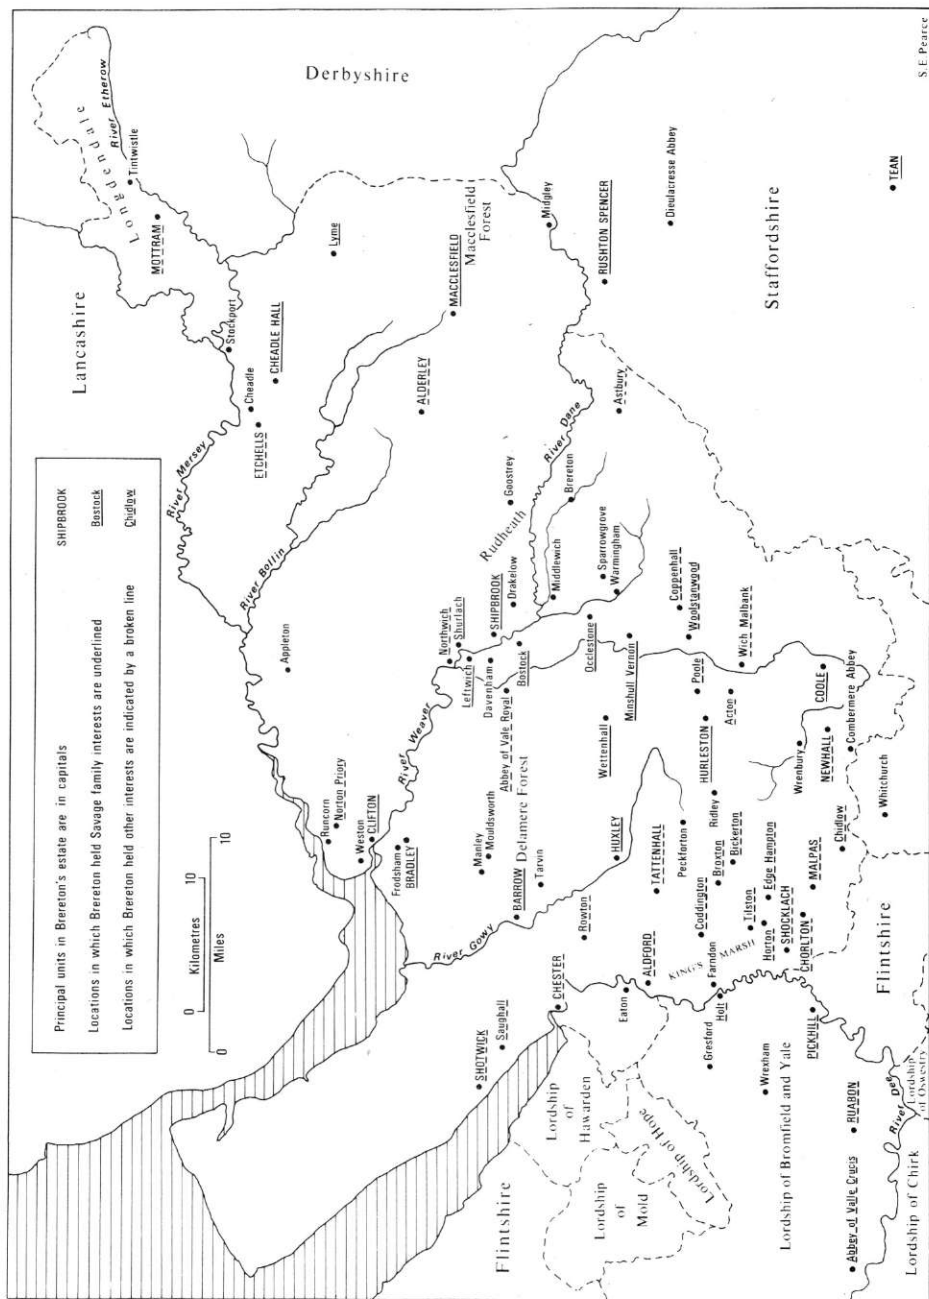 Principal units in Brereton's estate are in capitals SHIPBROOK
Locations in which Brereton held Savage family interests are underlined Bostock
Locations in which Brereton held other interests are indicated by a broken line Chidlow
0 Kilometres 10
0 Miles 10
Lancashire
Derbyshire
Longdendale
River Etherow
Tintwistle
MOTTRAM
Stockport
Cheadle
CHEADLE HALL
ETCHELLS
Lyme
River Mersey
River Bollin
Appleton
MACCLESFIELD
Macclesfield
Forest
ALDERLEY
Runcorn
Norton Priory
Weston
CLIFTON
Frodsham
BRADLEY
River Weaver
Northwich
Shurlach
Leftwich
SHIPBROOK
Davenham
Drakelow
Rudheath
Goostrey
Abbey of Vale Royal
Bostock
Middlewich
River Dane
Brereton
Midgley
RUSHTON SPENCER
Dieulacresse Abbey
TEAN
Staffordshire
Astbury
Sparrowgrove
Warmingham
Occlestone
Minshull Vernon
Wettenhall
Coppenhall
Woolstanwood
Wich Malbank
Poole
Acton
HURLESTON
COOLE
NEWHALL
Wrenbury
Combermere Abbey
Whitchurch
Manley
Mouldsworth
Delamere Forest
BARROW
Tarvin
River Gowy
HUXLEY
Rowton
TATTENHALL
Peckforton
Ridley
Coddington
Broxton
Bickerton
Tilston
Edge Hampton
Horton
SHOCKLACH
CHORLTON
MALPAS
Chidlow
KING'S MARSH
SHOTWICK
Saughall
CHESTER
Eaton
ALDFORD
Farndon
Holt
Gresford
Wrexham
PICKHILL
RUABON
Abbey of Valle Crucis
River Dee
Flintshire
Flintshire
Lordship
of
Hawarden
Lordship of Hope
Lordship
of
Mold
Lordship of Bromfield and Yale
Lordship
of Oswestry
Lordship of Chirk
S.E. Pearce